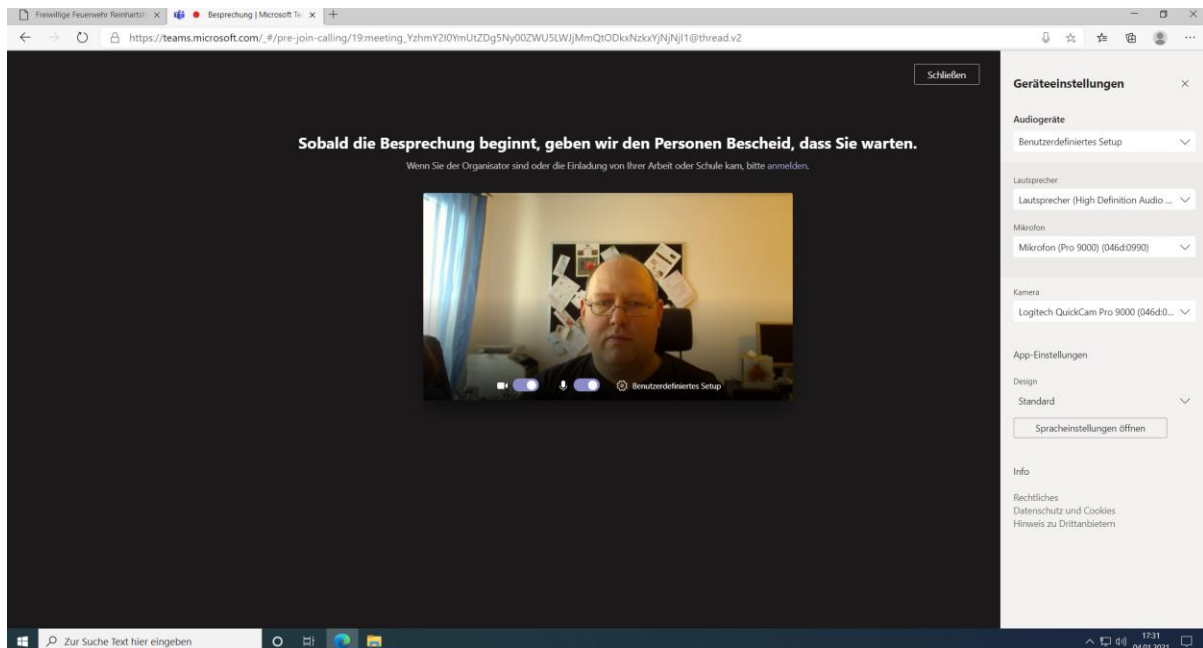 Freiwillige Feuerwehr Reinhartsh
Besprechung | Microsoft Te
https://teams.microsoft.com/_#/pre-join-calling/19:meeting_YzhmY2I0YmUtZDg5Ny00ZWU5LWJjMmQtODkxNzkxYjNjNjI1@thread.v2
Schließen
Sobald die Besprechung beginnt, geben wir den Personen Bescheid, dass Sie warten.
Wenn Sie der Organisator sind oder die Einladung von Ihrer Arbeit oder Schule kam, bitte anmelden.
Benutzerdefiniertes Setup
Geräteeinstellungen
Audiogeräte
Benutzerdefiniertes Setup
Lautsprecher
Lautsprecher (High Definition Audio ...
Mikrofon
Mikrofon (Pro 9000) (046d:0990)
Kamera
Logitech QuickCam Pro 9000 (046d:0...
App-Einstellungen
Design
Standard
Spracheinstellungen öffnen
Info
Rechtliches
Datenschutz und Cookies
Hinweis zu Drittanbietern
Zur Suche Text hier eingeben
17:31
04.01.2021